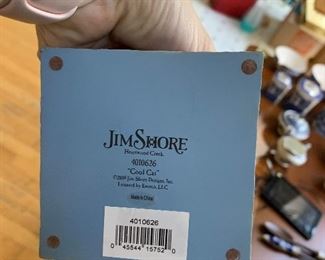 JIM SHORE
Heartwood Creek
4010626
"Cool Cat"
©2008 Jim Shore Designs, Inc.
Licensed by Enesco, LLC
Made in China
4010626
0 45544 15752 0